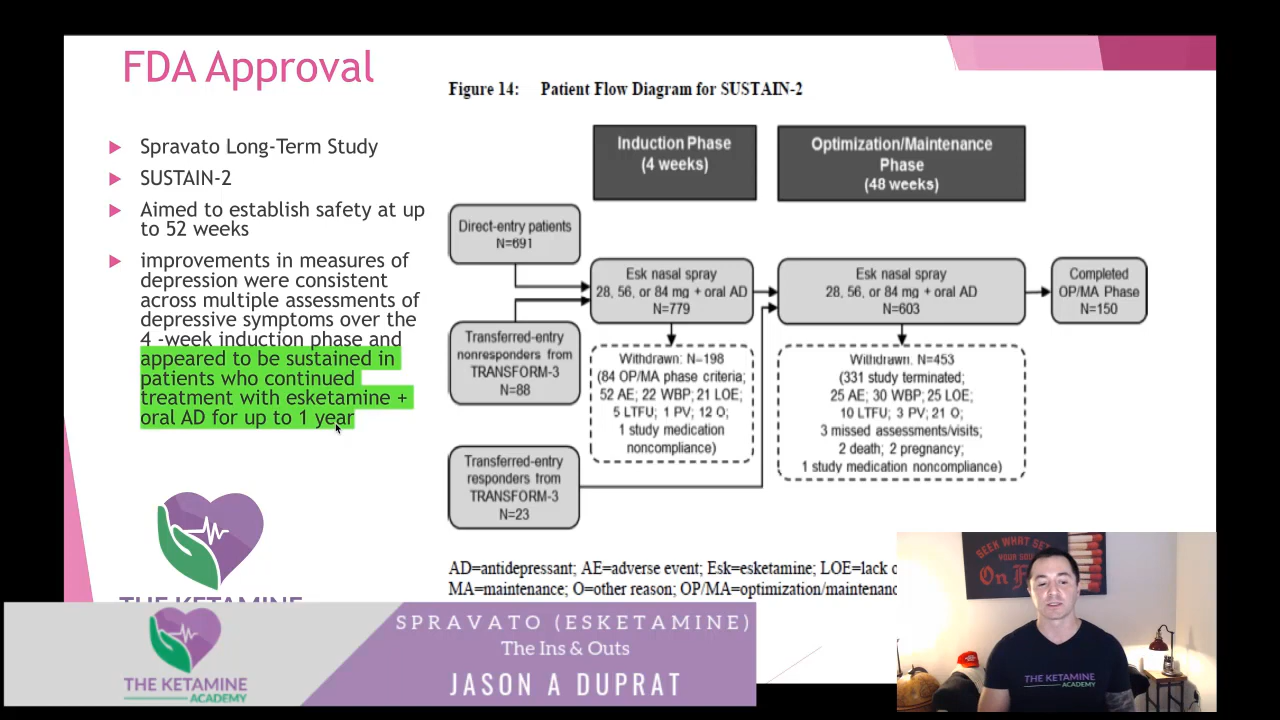 FDA Approval
Spravato Long-Term Study
SUSTAIN-2
Aimed to establish safety at up
to 52 weeks
improvements in measures of
depression were consistent
across multiple assessments of
depressive symptoms over the
4 -week induction phase and
appeared to be sustained in
patients who continued
treatment with esketamine +
oral AD for up to 1 year
Figure 14: Patient Flow Diagram for SUSTAIN-2
Induction Phase
(4 weeks)
Optimization/Maintenance
Phase
(48 weeks)
Direct-entry patients
N=691
Esk nasal spray
28, 56, or 84 mg + oral AD
N=779
Esk nasal spray
28, 56, or 84 mg + oral AD
N=603
Completed
OP/MA Phase
N=150
Transferred-entry
nonresponders from
TRANSFORM-3
N=88
Withdrawn: N=198
(84 OP/MA phase criteria;
52 AE; 22 WBP; 21 LOE;
5 LTFU; 1 PV; 12 O;
1 study medication
noncompliance)
Withdrawn: N=453
(331 study terminated;
25 AE; 30 WBP; 25 LOE;
10 LTFU; 3 PV; 21 O;
3 missed assessments/visits;
2 death; 2 pregnancy;
1 study medication noncompliance)
Transferred-entry
responders from
TRANSFORM-3
N=23
AD=antidepressant; AE=adverse event; Esk=esketamine; LOE=lack
MA=maintenance; O=other reason; OP/MA=optimization/maintenanc
THE KETAMINE
THE KETAMINE
ACADEMY
SPRAVATO (ESKETAMINE)
The Ins & Outs
JASON A DUPRAT
SEEK WHAT SETS
YOUR SOUL
On F
THE KETAMINE
ACADEMY